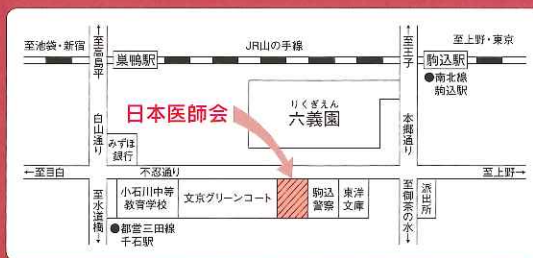 至池袋・新宿
至高島平
巣鴨駅
JR山の手線
至王子
至上野・東京
駒込駅
●南北線
駒込駅
白山通り
日本医師会
りくぎえん
六義園
本郷通り
みずほ
銀行
←至目白
不忍通り
至上野→
至水道橋
小石川中等
教育学校
文京グリーンコート
駒込
警察
東洋
文庫
至御茶の水
派出所
●都営三田線
千石駅